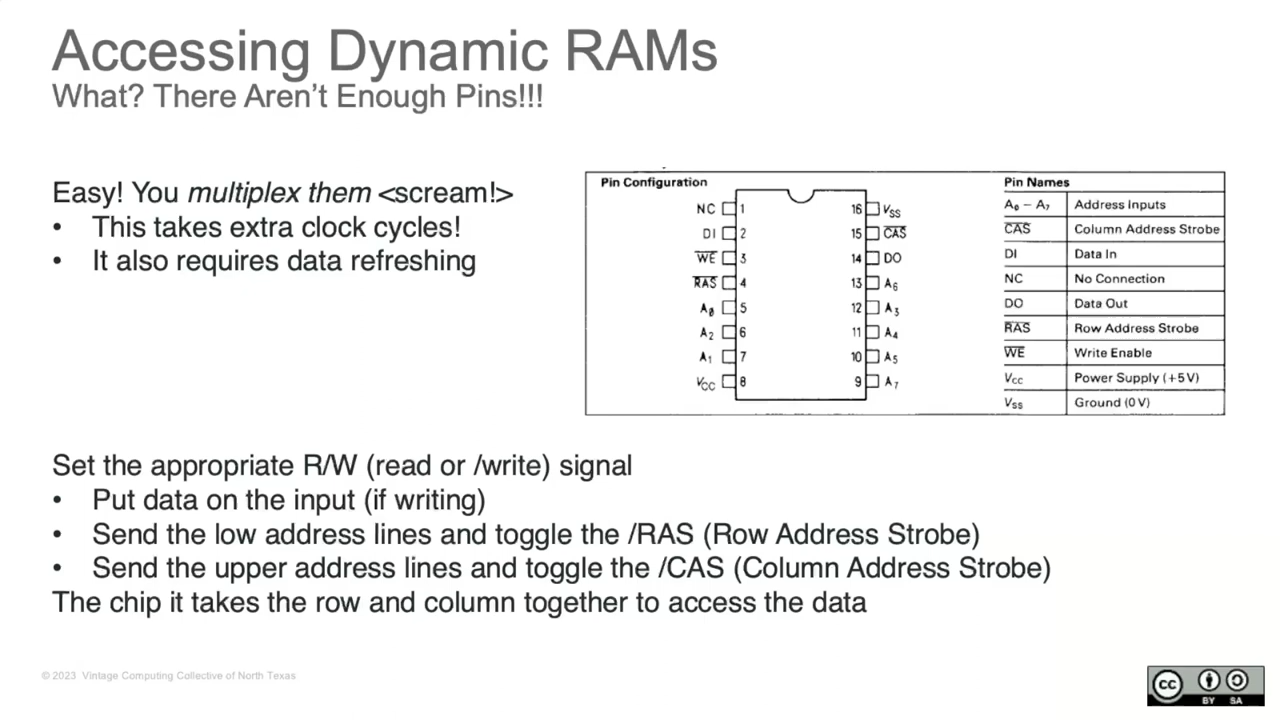 Accessing Dynamic RAMs
What? There Aren't Enough Pins!!!
Easy! You multiplex them <scream!>
• This takes extra clock cycles!
• It also requires data refreshing
Pin Configuration
NC 1
DI 2
WE 3
RAS 4
A0 5
A2 6
A1 7
VCC 8
16 VSS
15 CAS
14 DO
13 A6
12 A3
11 A4
10 A5
9 A7
Pin Names
A0 – A7 Address Inputs
CAS Column Address Strobe
DI Data In
NC No Connection
DO Data Out
RAS Row Address Strobe
WE Write Enable
VCC Power Supply (+5V)
VSS Ground (0V)
Set the appropriate R/W (read or /write) signal
• Put data on the input (if writing)
• Send the low address lines and toggle the /RAS (Row Address Strobe)
• Send the upper address lines and toggle the /CAS (Column Address Strobe)
The chip it takes the row and column together to access the data
© 2023 Vintage Computing Collective of North Texas
cc
BY SA